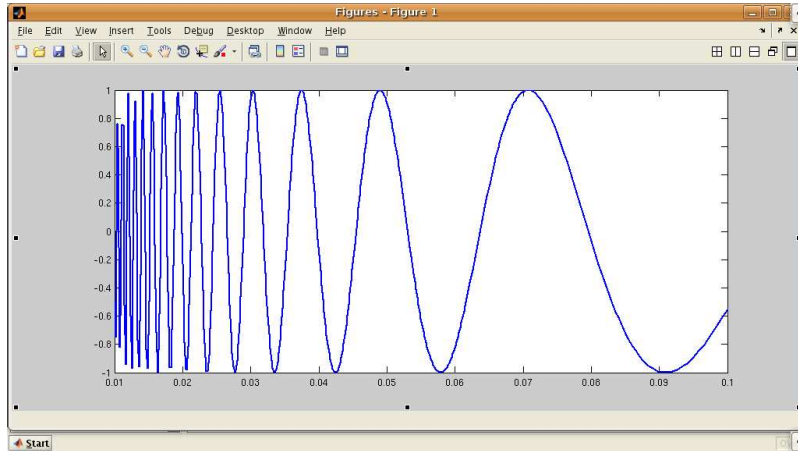 Figures - Figure 1
File Edit View Insert Tools Debug Desktop Window Help
1
0.8
0.6
0.4
0.2
0
-0.2
-0.4
-0.6
-0.8
-1
0.01 0.02 0.03 0.04 0.05 0.06 0.07 0.08 0.09 0.1
Start